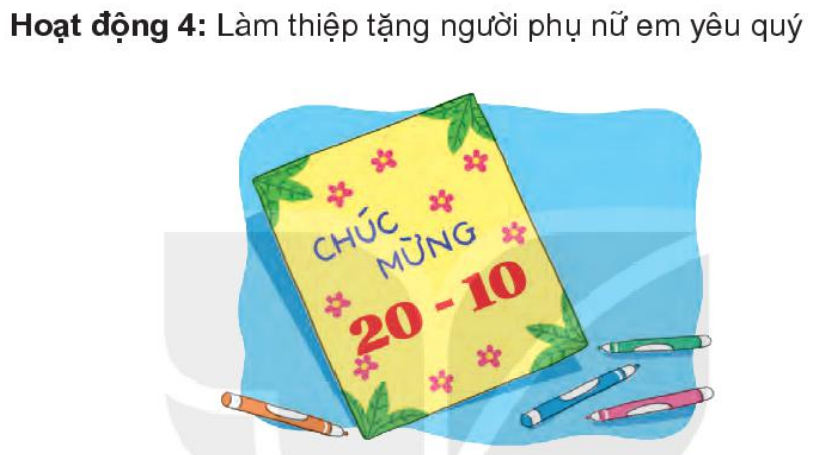 Hoạt động 4: Làm thiệp tặng người phụ nữ em yêu quý
CHÚC
MỪNG
20 - 10